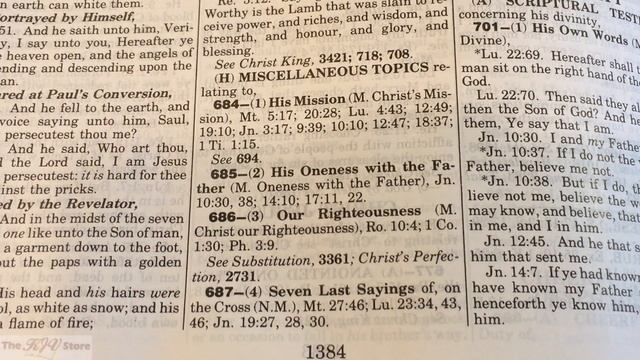 n earth can white them.
ortrayed by Himself,
51. And he saith unto him, Veri-
y, I say unto you, Hereafter ye
e heaven open, and the angels of
ending and descending upon the
an.
ared at Paul's Conversion,
And he fell to the earth, and
voice saying unto him, Saul,
persecutest thou me?
And he said, Who art thou,
d the Lord said, I am Jesus
persecutest: it is hard for thee
inst the pricks.
ed by the Revelator,
And in the midst of the seven
one like unto the Son of man,
a garment down to the foot,
out the paps with a golden
His head and his hairs were
ol, as white as snow; and his
a flame of fire;
The KJV Store
Re. 5:12.
Worthy is the Lamb that was slain to re-
ceive power, and riches, and wisdom, and
strength, and honour, and glory, and
blessing.
See Christ King, 3421; 718; 708.
(H) MISCELLANEOUS TOPICS re-
lating to,
684—(1) His Mission (M. Christ's Mis-
sion), Mt. 5:17; 20:28; Lu. 4:43; 12:49;
19:10; Jn. 3:17; 9:39; 10:10; 12:47; 18:37;
1 Ti. 1:15.
See 694.
685—(2) His Oneness with the Fa-
ther (M. Oneness with the Father), Jn.
10:30, 38; 14:10; 17:11, 22.
686—(3) Our Righteousness (M.
Christ our Righteousness), Ro. 10:4; 1 Co.
1:30; Ph. 3:9.
See Substitution, 3361; Christ's Perfec-
tion, 2731.
687—(4) Seven Last Sayings of, on
the Cross (N.M.), Mt. 27:46; Lu. 23:34, 43,
46; Jn. 19:27, 28, 30.
1384
(A) SCRIPTURAL TEST
concerning his divinity,
701—(1) His Own Words (M
Divine),
*Lu. 22:69. Hereafter shall t
man sit on the right hand of th
God.
Lu. 22:70. Then said they a
then the Son of God? And he
them, Ye say that I am.
Jn. 10:30. I and my Father
*Jn. 10:37. If I do not the
Father, believe me not.
*Jn. 10:38. But if I do, t
lieve not me, believe the w
may know, and believe, that
in me, and I in him.
Jn. 12:45. And he that s
him that sent me.
Jn. 14:7. If ye had known
have known my Father
henceforth ye know him,
him.